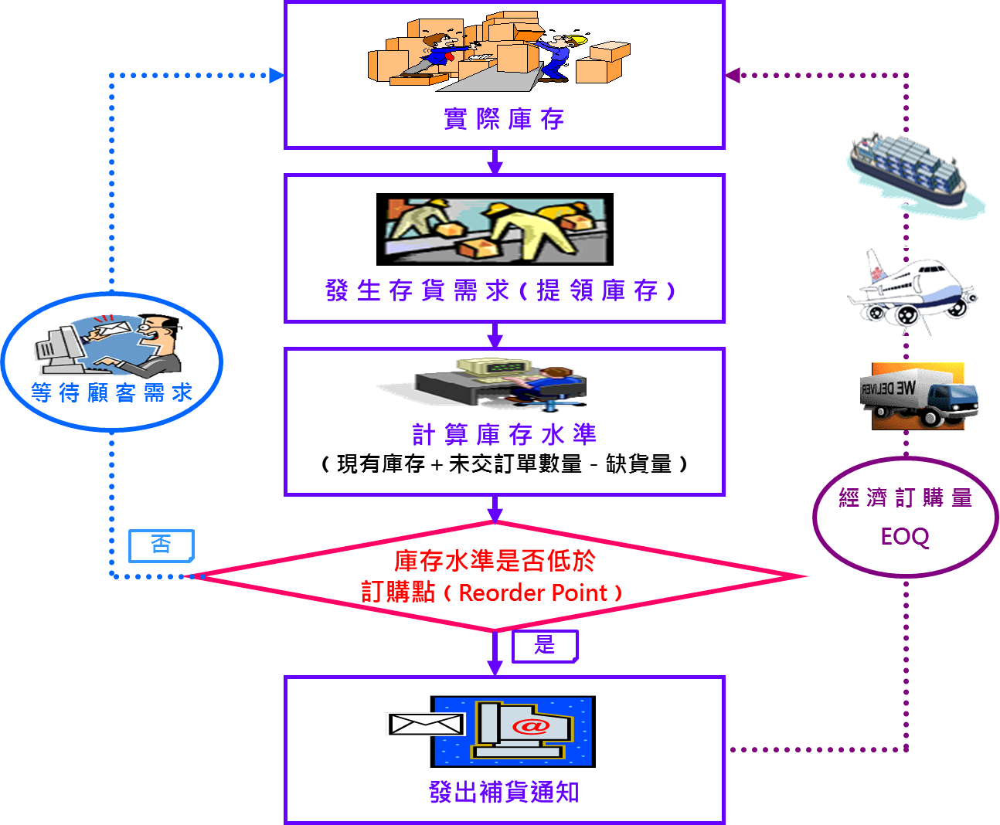 實際庫存
發生存貨需求(提領庫存)
等待顧客需求
計算庫存水準
(現有庫存+未交訂單數量-缺貨量)
WE DELIVER
經濟訂購量
EOQ
否
庫存水準是否低於
訂購點(Reorder Point)
是
@
發出補貨通知